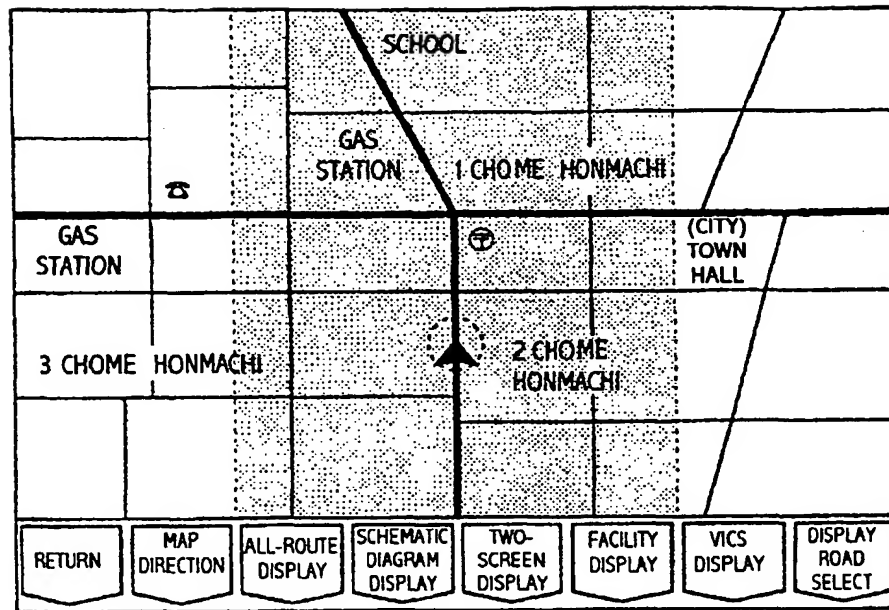 SCHOOL
GAS
STATION
1 CHOME HONMACHI
GAS
STATION
(CITY)
TOWN
HALL
3 CHOME HONMACHI
2 CHOME
HONMACHI
RETURN
MAP
DIRECTION
ALL-ROUTE
DISPLAY
SCHEMATIC
DIAGRAM
DISPLAY
TWO-
SCREEN
DISPLAY
FACILITY
DISPLAY
VICS
DISPLAY
DISPLAY
ROAD
SELECT